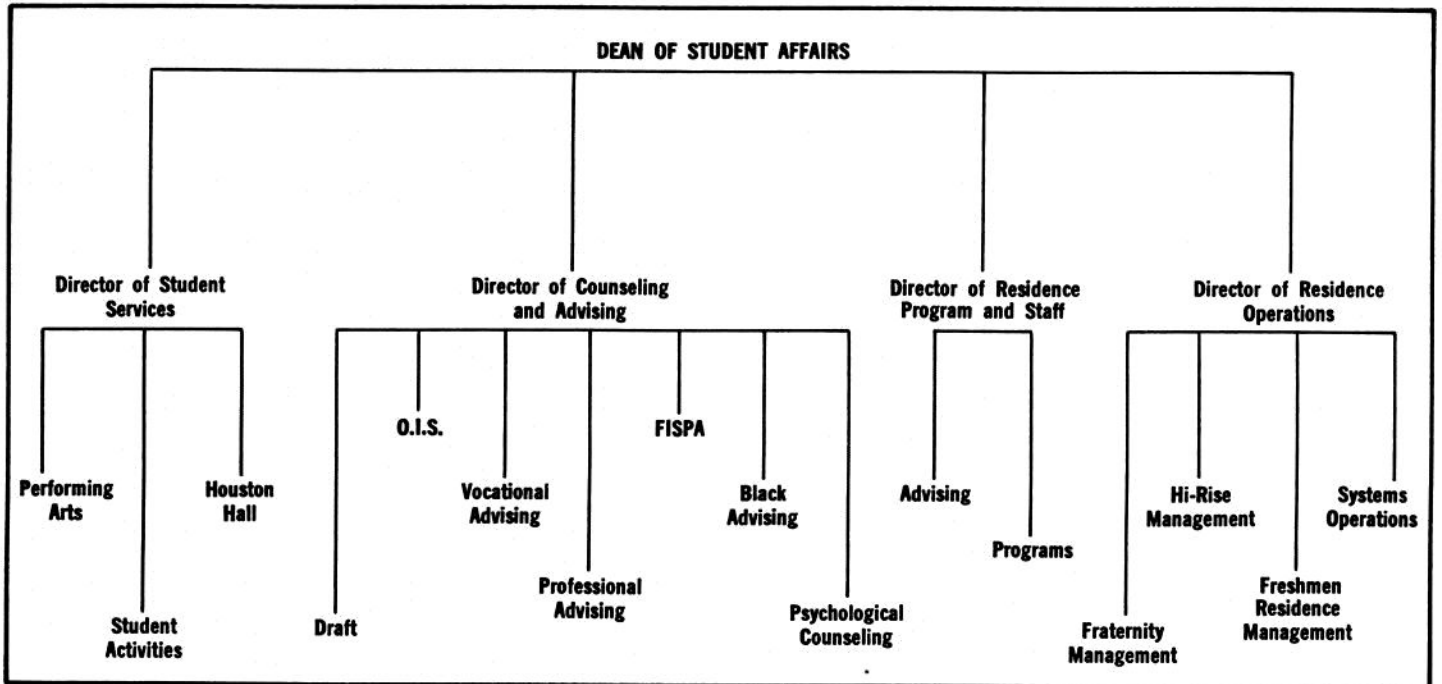 DEAN OF STUDENT AFFAIRS
Director of Student
Services
Director of Counseling
and Advising
Director of Residence
Program and Staff
Director of Residence
Operations
Performing
Arts
Student
Activities
Houston
Hall
Draft
O.I.S.
Vocational
Advising
Professional
Advising
FISPA
Black
Advising
Psychological
Counseling
Advising
Programs
Fraternity
Management
Hi-Rise
Management
Freshmen
Residence
Management
Systems
Operations